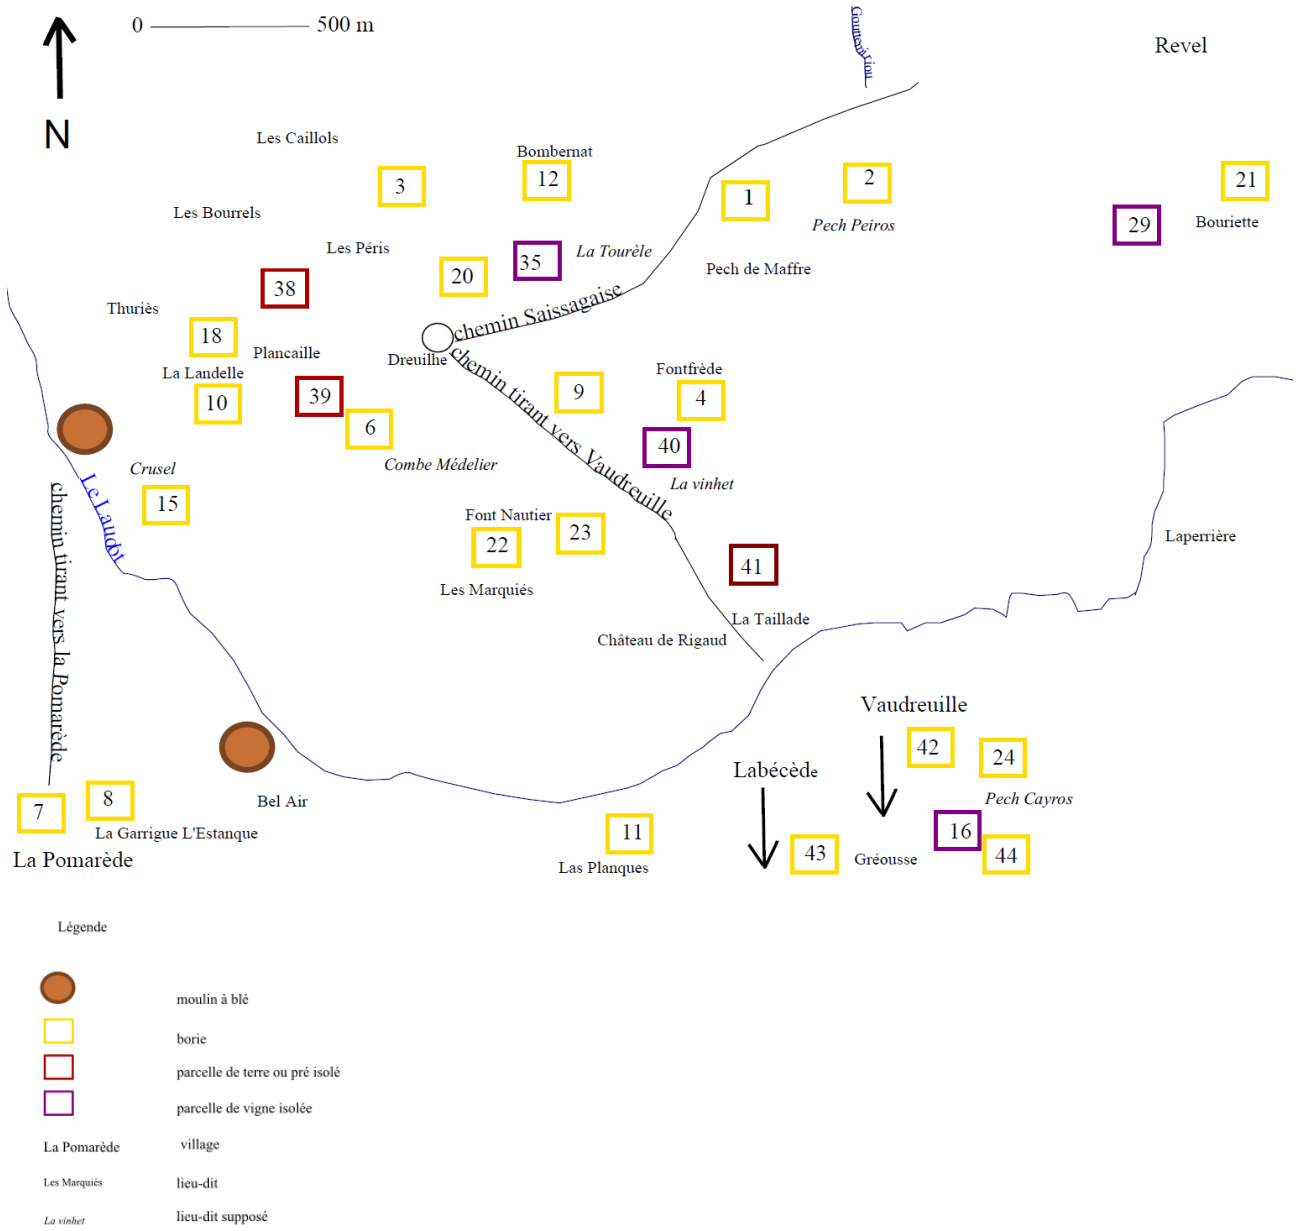 0 500 m
Gouttemitiou
Revel
N
Les Caillols
Bombernat
3
12
1
2
21
Les Bourrels
Pech Peiros
29
Bouriette
Les Péris
La Tourèle
35
20
Pech de Maffre
38
Thuriès
chemin Saissagaise
18
Plancaille
Dreuilhe
La Landelle
Fontfrède
10
39
9
4
6
chemin tirant vers Vaudreuille
40
Crusel
Combe Médelier
La vinhet
Le Laudot
15
Font Nautier
22
23
Laperrière
41
Les Marquiés
La Taillade
Château de Rigaud
chemin tirant vers la Pomarède
Vaudreuille
42
24
Labécède
Pech Cayros
7
8
Bel Air
La Garrigue L'Estanque
11
16
La Pomarède
Las Planques
43
Gréousse
44
Légende
moulin à blé
borie
parcelle de terre ou pré isolé
parcelle de vigne isolée
La Pomarède village
Les Marquiés lieu-dit
La vinhet lieu-dit supposé